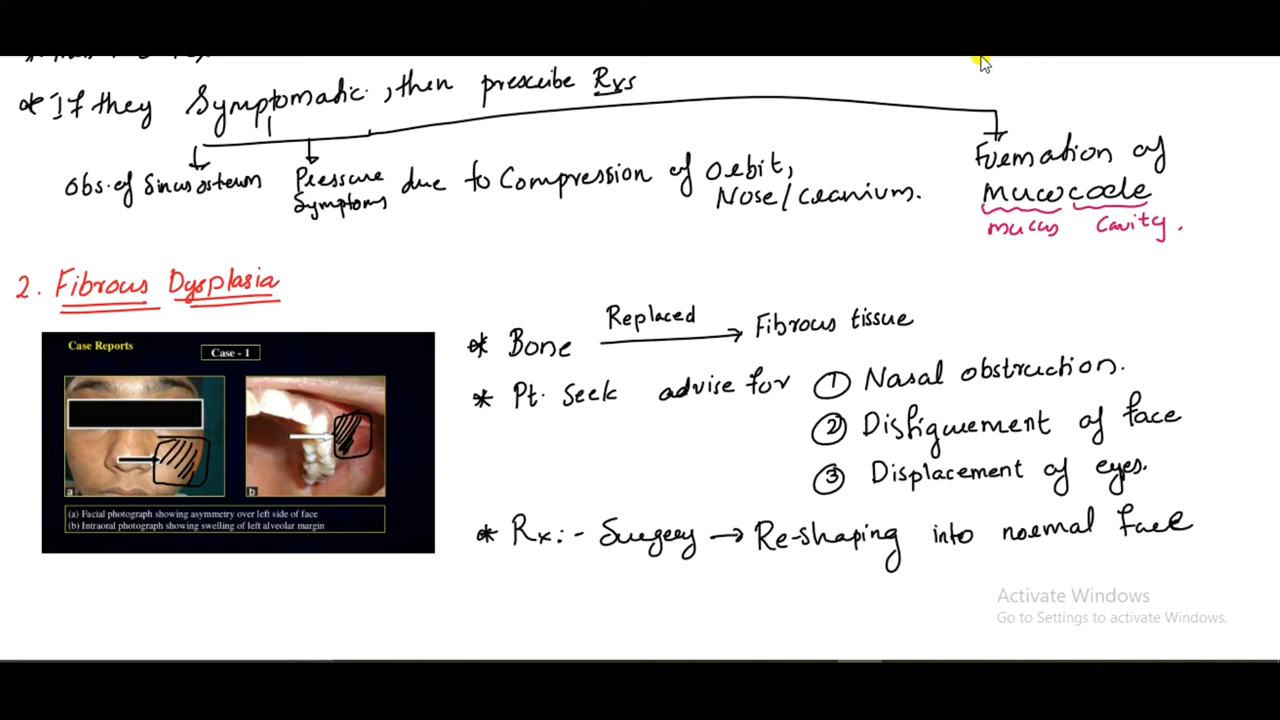 * If they Symptomatic, then prescribe Rxs
Obs. of Sinus osteum
Pressure Symptoms due to Compression of Orbit, Nose/Cranium.
Formation of
Mucocoele
mucus cavity.
2. Fibrous Dysplasia
Case Reports
Case - 1
a
b
(a) Facial photograph showing asymmetry over left side of face
(b) Intraoral photograph showing swelling of left alveolar margin
* Bone Replaced → Fibrous tissue
* Pt. Seek advise for ① Nasal obstruction.
② Disfigurement of face
③ Displacement of eyes.
* Rx:- Surgery → Re-shaping into normal face
Activate Windows
Go to Settings to activate Windows.